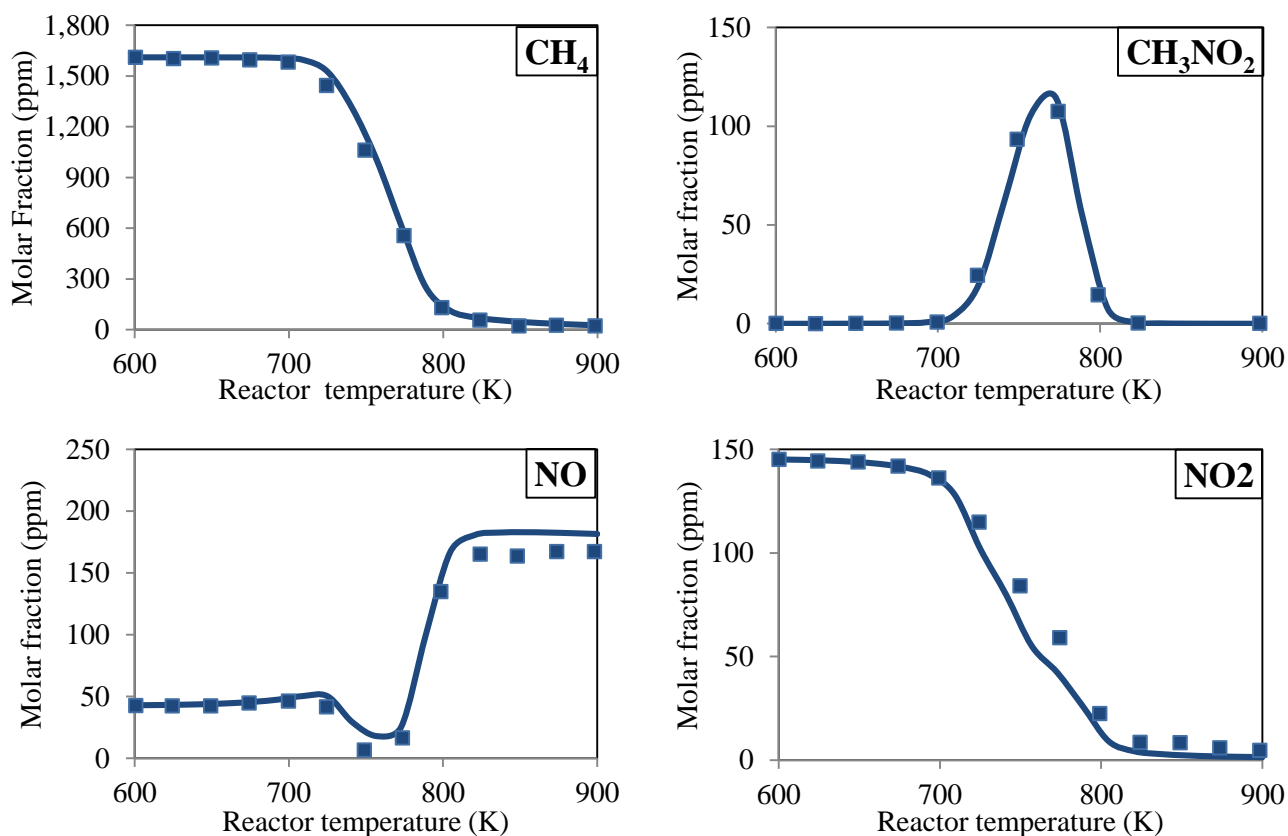 CH₄
Molar Fraction (ppm)
1,800
1,500
1,200
900
600
300
0
600 700 800 900
Reactor temperature (K)
CH₃NO₂
Molar fraction (ppm)
150
100
50
0
600 700 800 900
Reactor temperature (K)
NO
Molar fraction (ppm)
250
200
150
100
50
0
600 700 800 900
Reactor temperature (K)
NO2
Molar fraction (ppm)
150
100
50
0
600 700 800 900
Reactor temperature (K)